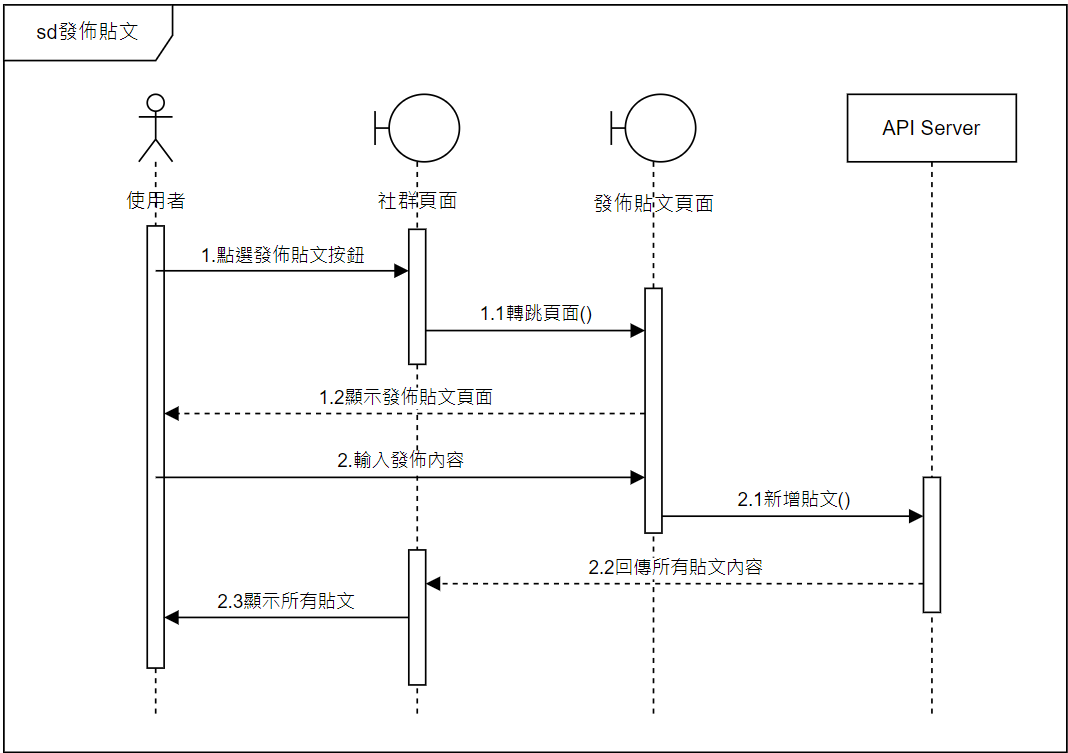 sd發佈貼文
API Server
使用者
社群頁面
發佈貼文頁面
1.點選發佈貼文按鈕
1.1轉跳頁面()
1.2顯示發佈貼文頁面
2.輸入發佈內容
2.1新增貼文()
2.2回傳所有貼文內容
2.3顯示所有貼文